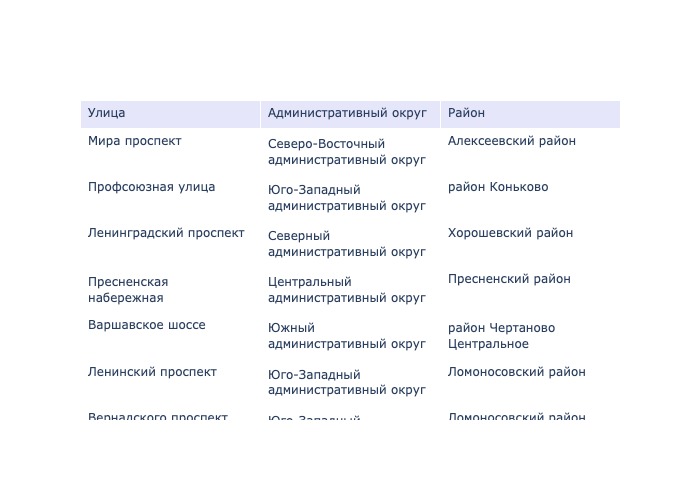 Улица Административный округ Район
Мира проспект Северо-Восточный Алексеевский район
административный округ
Профсоюзная улица Юго-Западный район Коньково
административный округ
Ленинградский проспект Северный Хорошевский район
административный округ
Пресненская Центральный Пресненский район
набережная административный округ
Варшавское шоссе Южный район Чертаново
административный округ Центральное
Ленинский проспект Юго-Западный Ломоносовский район
административный округ
Вернадского проспект Юго-Западный Ломоносовский район